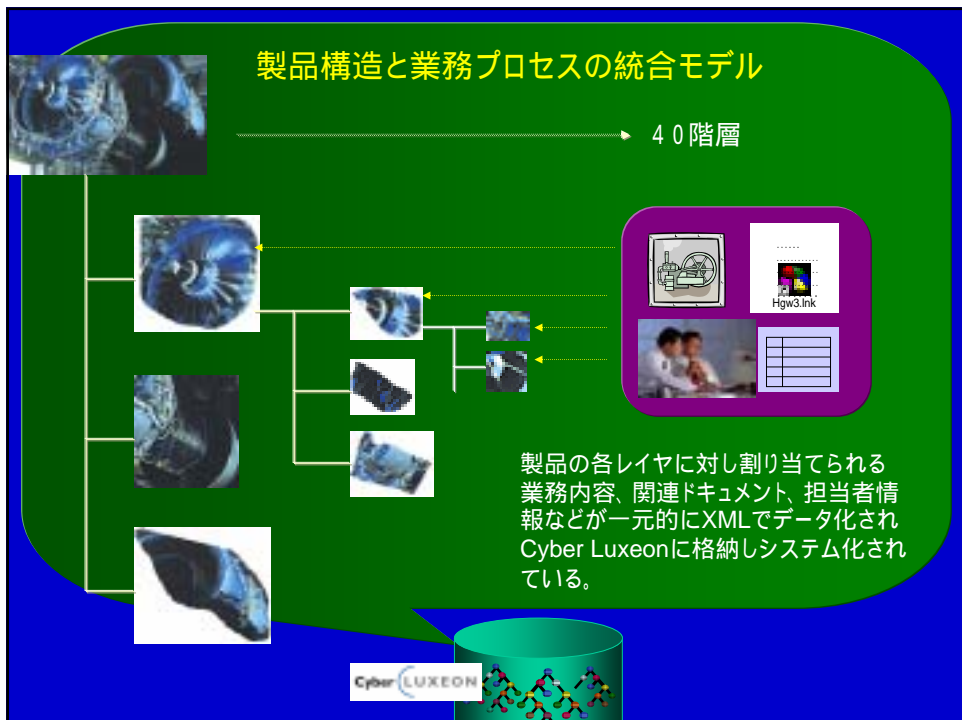 製品構造と業務プロセスの統合モデル
40階層
Hgw3.lnk
製品の各レイヤに対し割り当てられる
業務内容、関連ドキュメント、担当者情
報などが一元的にXMLでデータ化され
Cyber Luxeonに格納しシステム化され
ている。
Cyber LUXEON